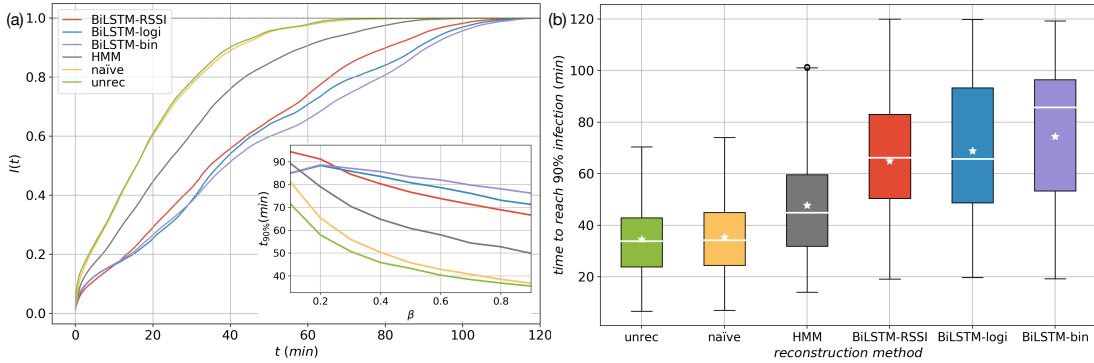 (a)
1.0
0.8
0.6
0.4
0.2
0.0
I(t)
BiLSTM-RSSI
BiLSTM-logi
BiLSTM-bin
HMM
naïve
unrec
90
80
70
60
50
40
t90% (min)
0.2 0.4 0.6 0.8
β
0 20 40 60 80 100 120
t (min)
(b)
120
100
80
60
40
20
time to reach 90% infection (min)
unrec naïve HMM BiLSTM-RSSI BiLSTM-logi BiLSTM-bin
reconstruction method